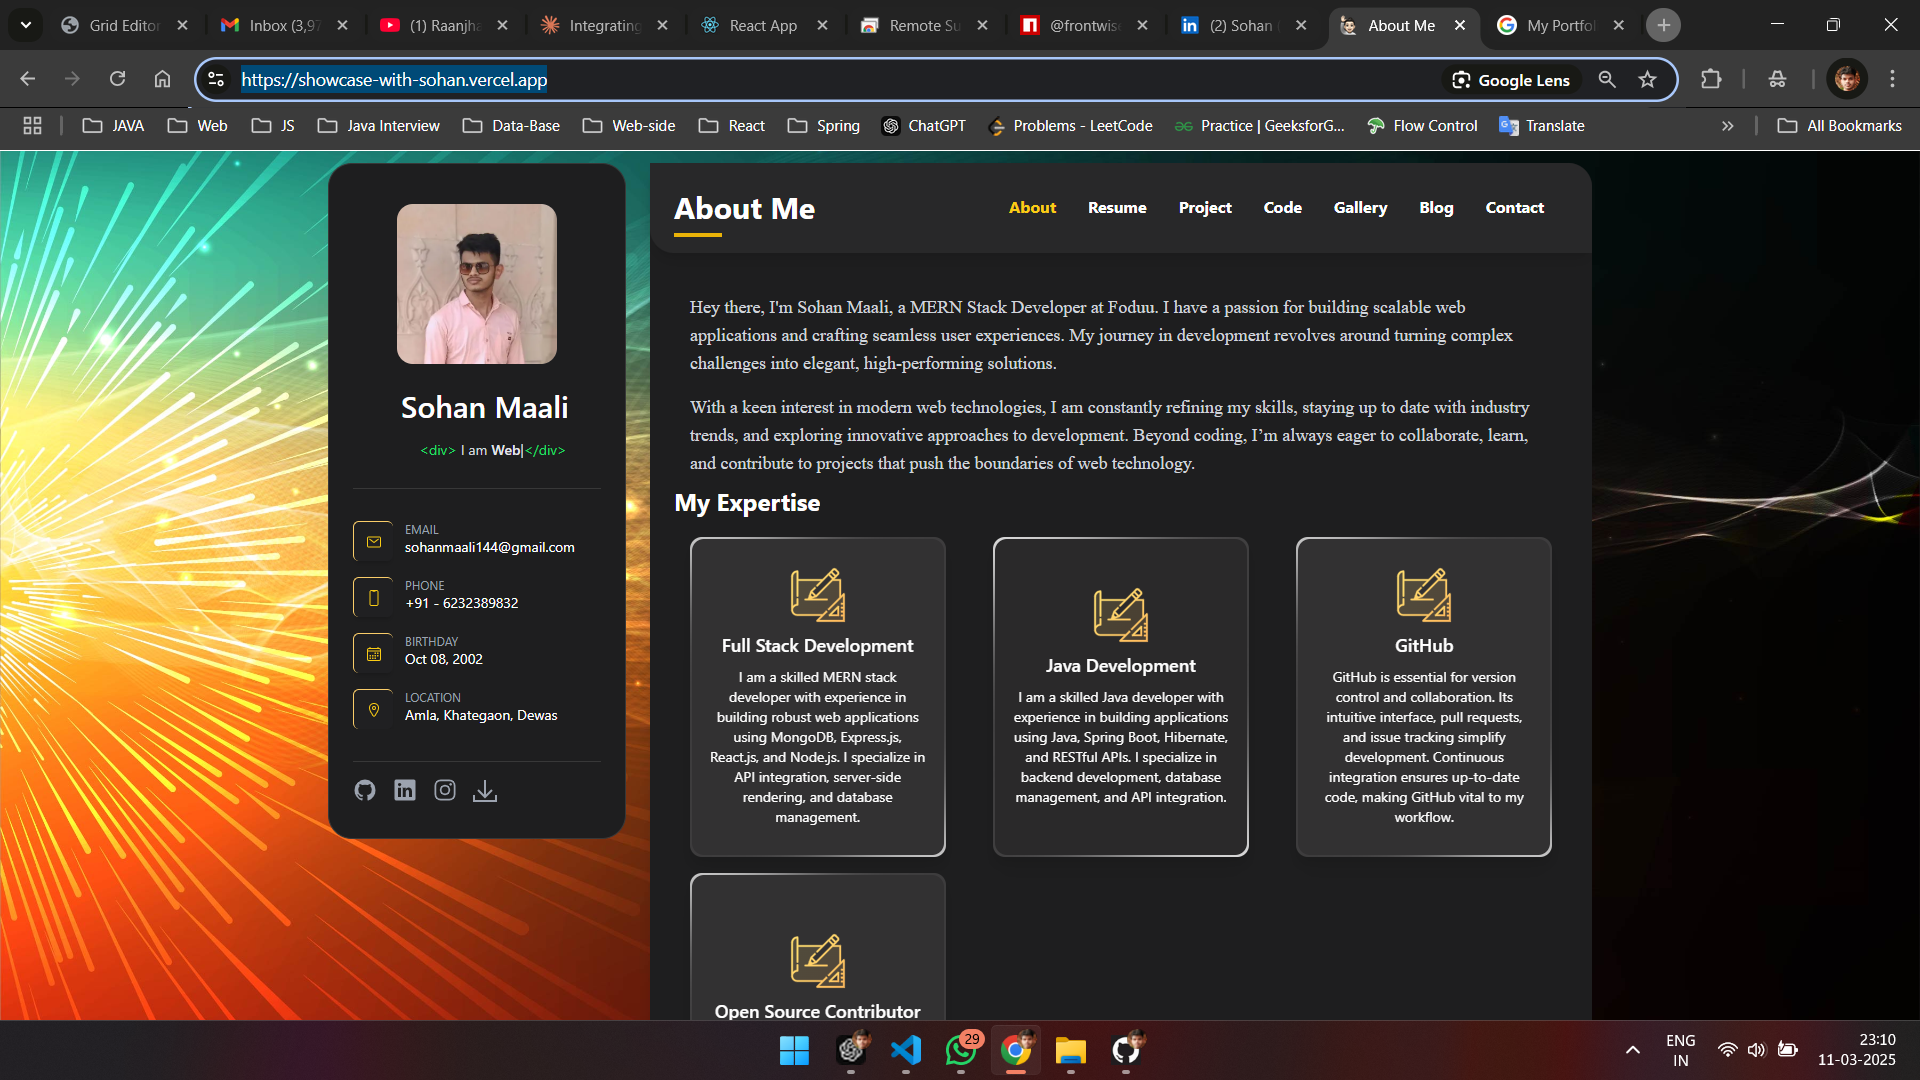 Grid Editor
Inbox (3,97
(1) Raanjha
Integrating
React App
Remote Su
@frontwise
(2) Sohan
About Me
My Portfol
https://showcase-with-sohan.vercel.app
Google Lens
JAVA
Web
JS
Java Interview
Data-Base
Web-side
React
Spring
ChatGPT
Problems - LeetCode
Practice | GeeksforG...
Flow Control
Translate
All Bookmarks
Sohan Maali
<div> I am Web|</div>
EMAIL
sohanmaali144@gmail.com
PHONE
+91 - 6232389832
BIRTHDAY
Oct 08, 2002
LOCATION
Amla, Khategaon, Dewas
About Me
About
Resume
Project
Code
Gallery
Blog
Contact
Hey there, I'm Sohan Maali, a MERN Stack Developer at Foduu. I have a passion for building scalable web
applications and crafting seamless user experiences. My journey in development revolves around turning complex
challenges into elegant, high-performing solutions.
With a keen interest in modern web technologies, I am constantly refining my skills, staying up to date with industry
trends, and exploring innovative approaches to development. Beyond coding, I’m always eager to collaborate, learn,
and contribute to projects that push the boundaries of web technology.
My Expertise
Full Stack Development
I am a skilled MERN stack
developer with experience in
building robust web applications
using MongoDB, Express.js,
React.js, and Node.js. I specialize in
API integration, server-side
rendering, and database
management.
Java Development
I am a skilled Java developer with
experience in building applications
using Java, Spring Boot, Hibernate,
and RESTful APIs. I specialize in
backend development, database
management, and API integration.
GitHub
GitHub is essential for version
control and collaboration. Its
intuitive interface, pull requests,
and issue tracking simplify
development. Continuous
integration ensures up-to-date
code, making GitHub vital to my
workflow.
Open Source Contributor
29
ENG
IN
23:10
11-03-2025